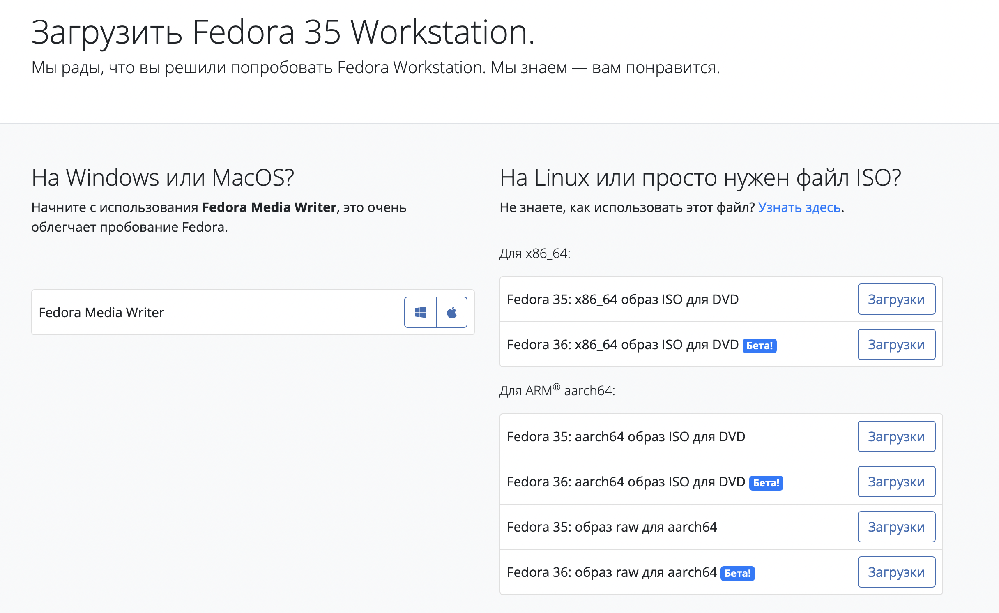 Загрузить Fedora 35 Workstation.
Мы рады, что вы решили попробовать Fedora Workstation. Мы знаем — вам понравится.
На Windows или MacOS?
Начните с использования Fedora Media Writer, это очень
облегчает пробование Fedora.
Fedora Media Writer
На Linux или просто нужен файл ISO?
Не знаете, как использовать этот файл? Узнать здесь.
Для x86_64:
Fedora 35: x86_64 образ ISO для DVD Загрузки
Fedora 36: x86_64 образ ISO для DVD Бета! Загрузки
Для ARM® aarch64:
Fedora 35: aarch64 образ ISO для DVD Загрузки
Fedora 36: aarch64 образ ISO для DVD Бета! Загрузки
Fedora 35: образ raw для aarch64 Загрузки
Fedora 36: образ raw для aarch64 Бета! Загрузки